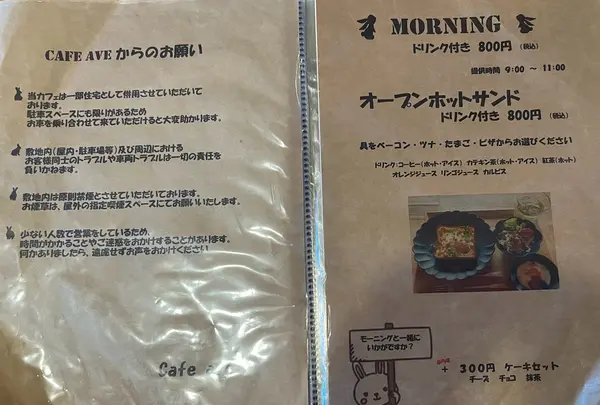 CAFE AVE からのお願い
当カフェは一部住宅として併用させていただいて
おります。
駐車スペースにも限りがあるため
お車を乗り合わせて来ていただけると大変助かります。
敷地内(屋内・駐車場等)及び周辺における
お客様同士のトラブルや車両トラブルは一切の責任を
負いかねます。
敷地内は原則禁煙とさせていただいております。
お煙草は、屋外の指定喫煙スペースにてお願いいたします。
少ない人数で営業をしているため、
時間がかかることやご迷惑をおかけすることがあります。
何かありましたら、遠慮せずお声をおかけください
Cafe
MORNING
ドリンク付き 800円 (税込)
提供時間 9:00 ～ 11:00
オープンホットサンド
ドリンク付き 800円 (税込)
具をベーコン・ツナ・たまご・ピザからお選びください
ドリンク・コーヒー(ホット・アイス) カテキン茶(ホット・アイス) 紅茶(ホット)
オレンジジュース リンゴジュース カルピス
モーニングと一緒に
いかがですか?
+ 300円 ケーキセット
チーズ チョコ 抹茶